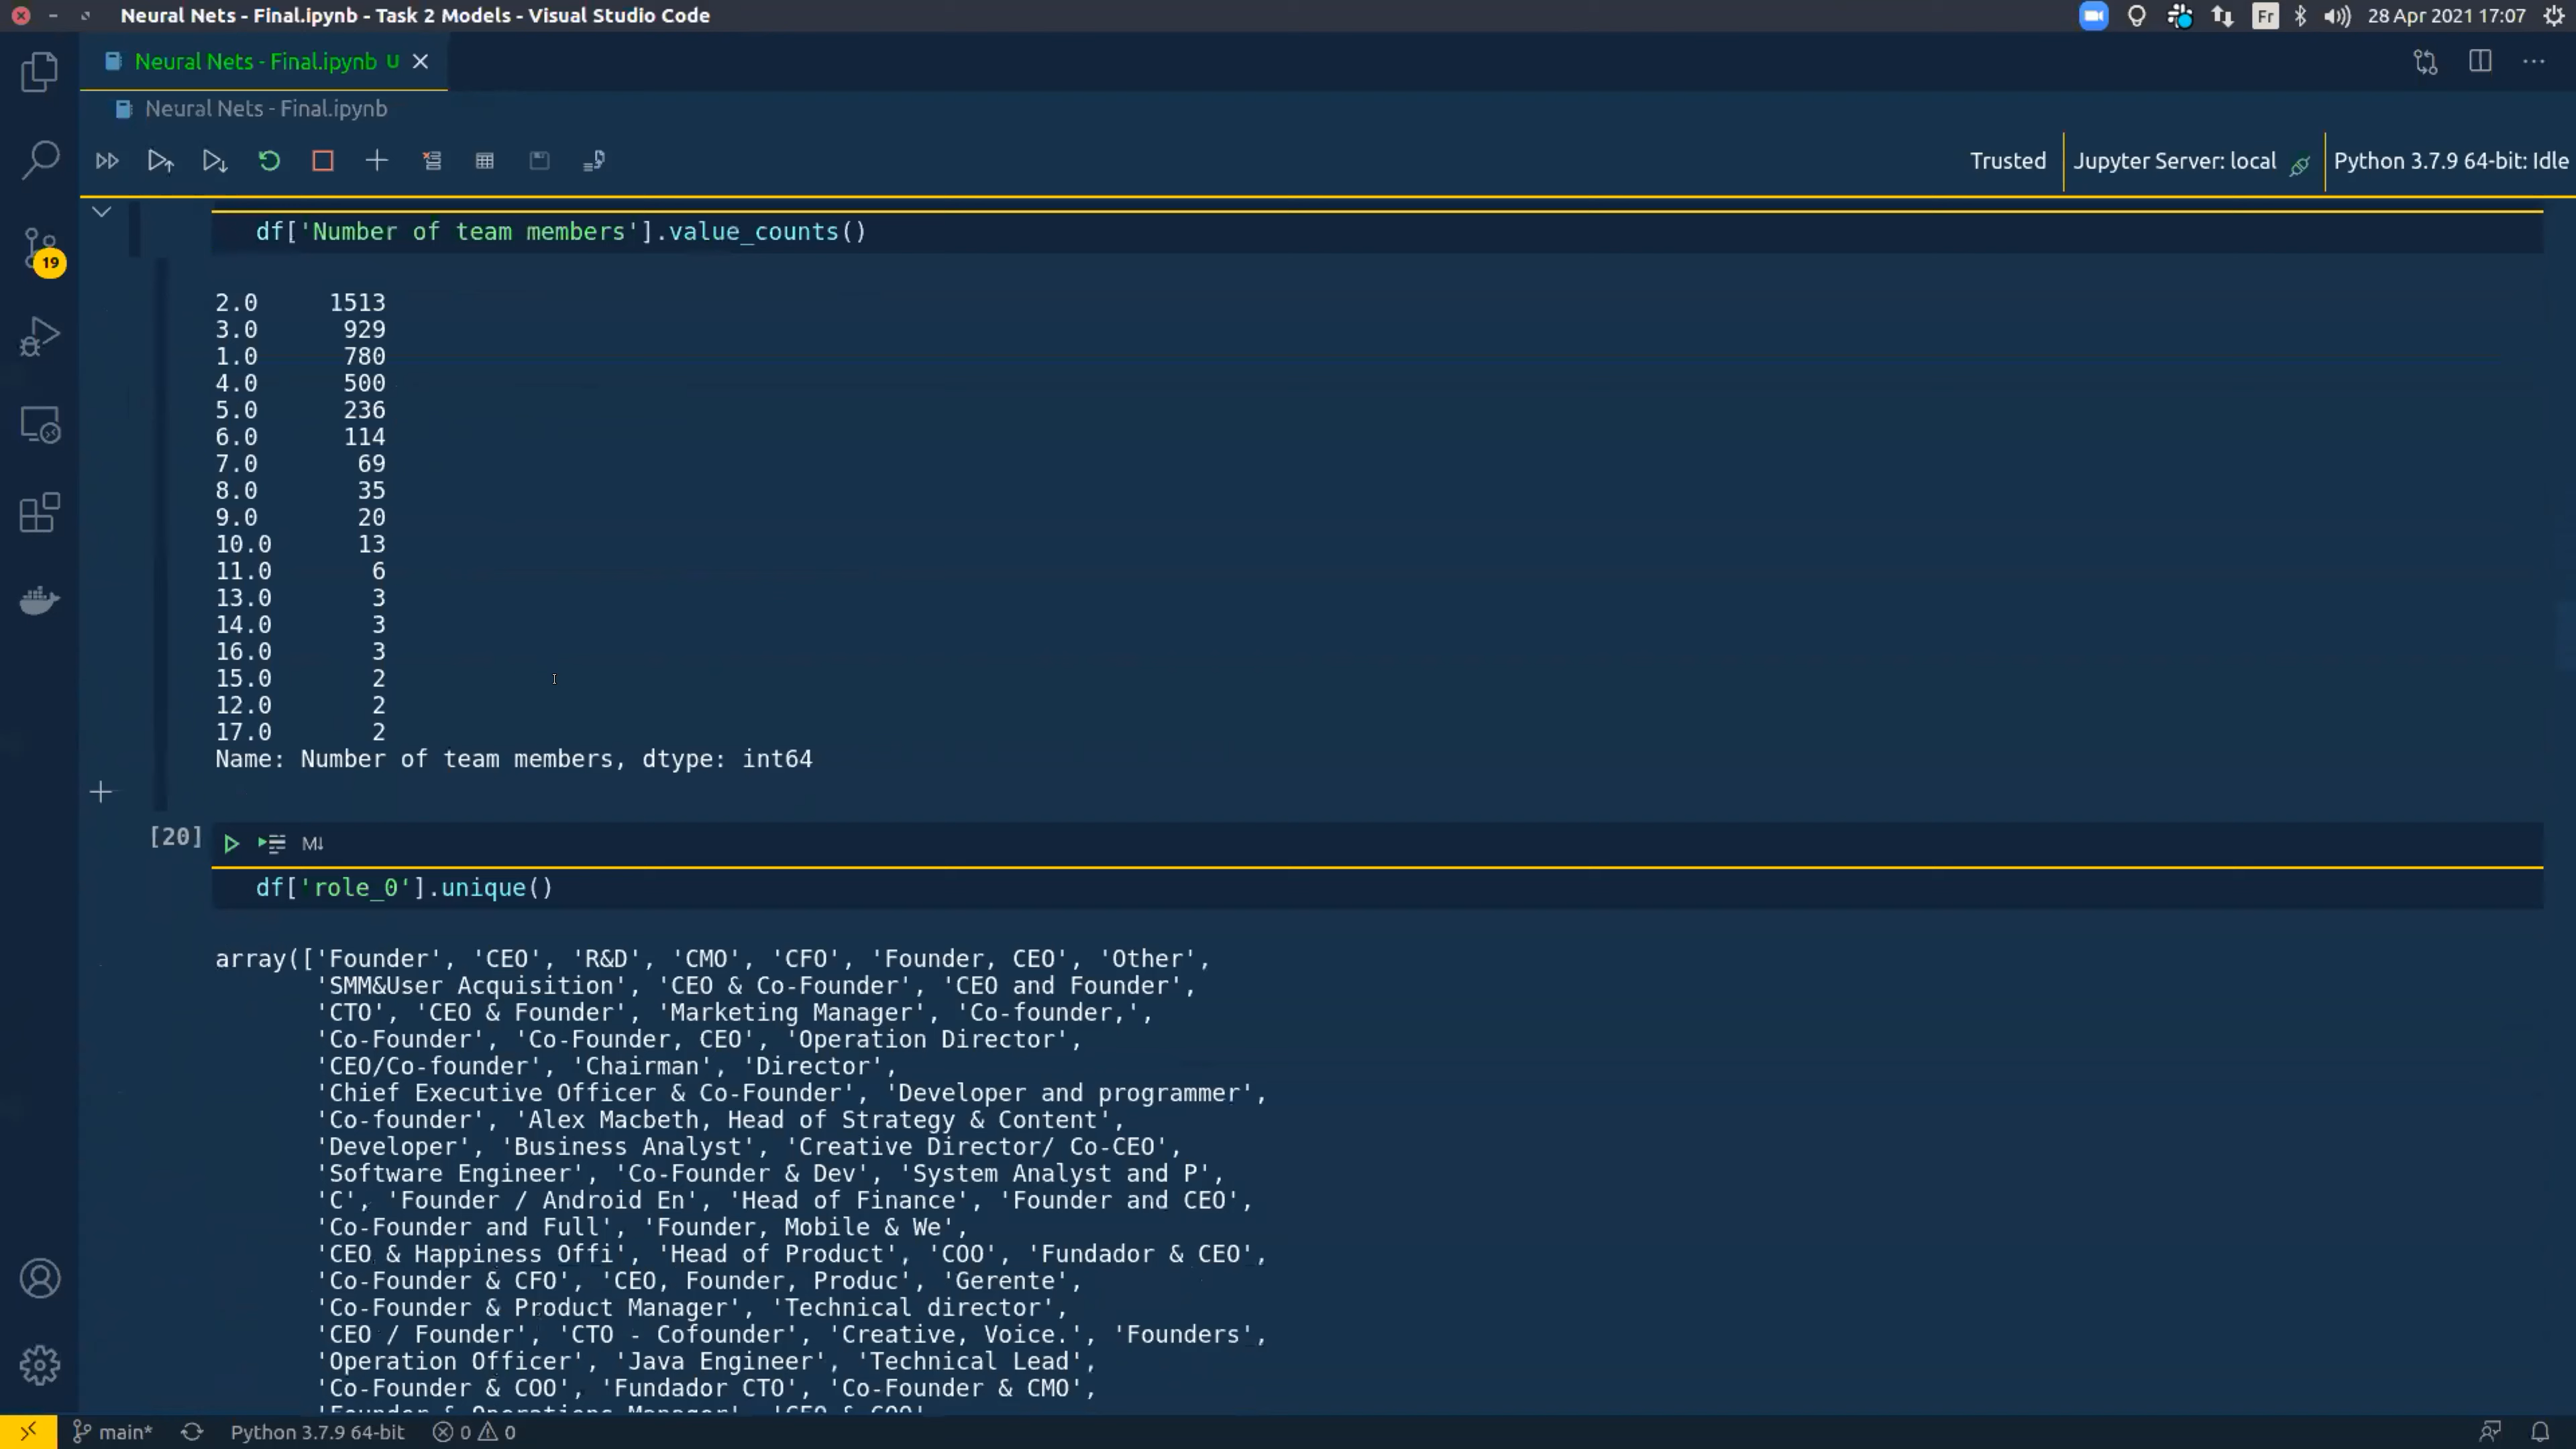 Neural Nets - Final.ipynb - Task 2 Models - Visual Studio Code
Fr
28 Apr 2021 17:07
Neural Nets - Final.ipynb U
Neural Nets - Final.ipynb
Trusted
Jupyter Server: local
Python 3.7.9 64-bit: Idle
19
df['Number of team members'].value_counts()
2.0 1513
3.0 929
1.0 780
4.0 500
5.0 236
6.0 114
7.0 69
8.0 35
9.0 20
10.0 13
11.0 6
13.0 3
14.0 3
16.0 3
15.0 2
12.0 2
17.0 2
Name: Number of team members, dtype: int64
[20]
M↓
df['role_0'].unique()
array(['Founder', 'CEO', 'R&D', 'CMO', 'CFO', 'Founder, CEO', 'Other',
'SMM&User Acquisition', 'CEO & Co-Founder', 'CEO and Founder',
'CTO', 'CEO & Founder', 'Marketing Manager', 'Co-founder,',
'Co-Founder', 'Co-Founder, CEO', 'Operation Director',
'CEO/Co-founder', 'Chairman', 'Director',
'Chief Executive Officer & Co-Founder', 'Developer and programmer',
'Co-founder', 'Alex Macbeth, Head of Strategy & Content',
'Developer', 'Business Analyst', 'Creative Director/ Co-CEO',
'Software Engineer', 'Co-Founder & Dev', 'System Analyst and P',
'C', 'Founder / Android En', 'Head of Finance', 'Founder and CEO',
'Co-Founder and Full', 'Founder, Mobile & We',
'CEO & Happiness Offi', 'Head of Product', 'COO', 'Fundador & CEO',
'Co-Founder & CFO', 'CEO, Founder, Produc', 'Gerente',
'Co-Founder & Product Manager', 'Technical director',
'CEO / Founder', 'CTO - Cofounder', 'Creative, Voice.', 'Founders',
'Operation Officer', 'Java Engineer', 'Technical Lead',
'Co-Founder & COO', 'Fundador CTO', 'Co-Founder & CMO',
'Founder & Operations Manager', 'CEO & COO',
main*
Python 3.7.9 64-bit
0
0